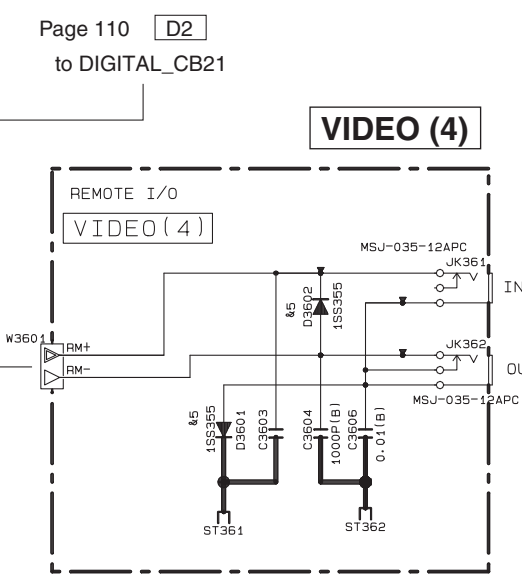 Page 110 D2
to DIGITAL_CB21
VIDEO (4)
REMOTE I/O
VIDEO(4)
MSJ-035-12APC
JK361
IN
&5
D3602
1SS355
W3601
RM+
RM-
JK362
OU
MSJ-035-12APC
&5
1SS355
D3601
C3603
C3604
1000P(B)
C3606
0.01(B)
ST361
ST362